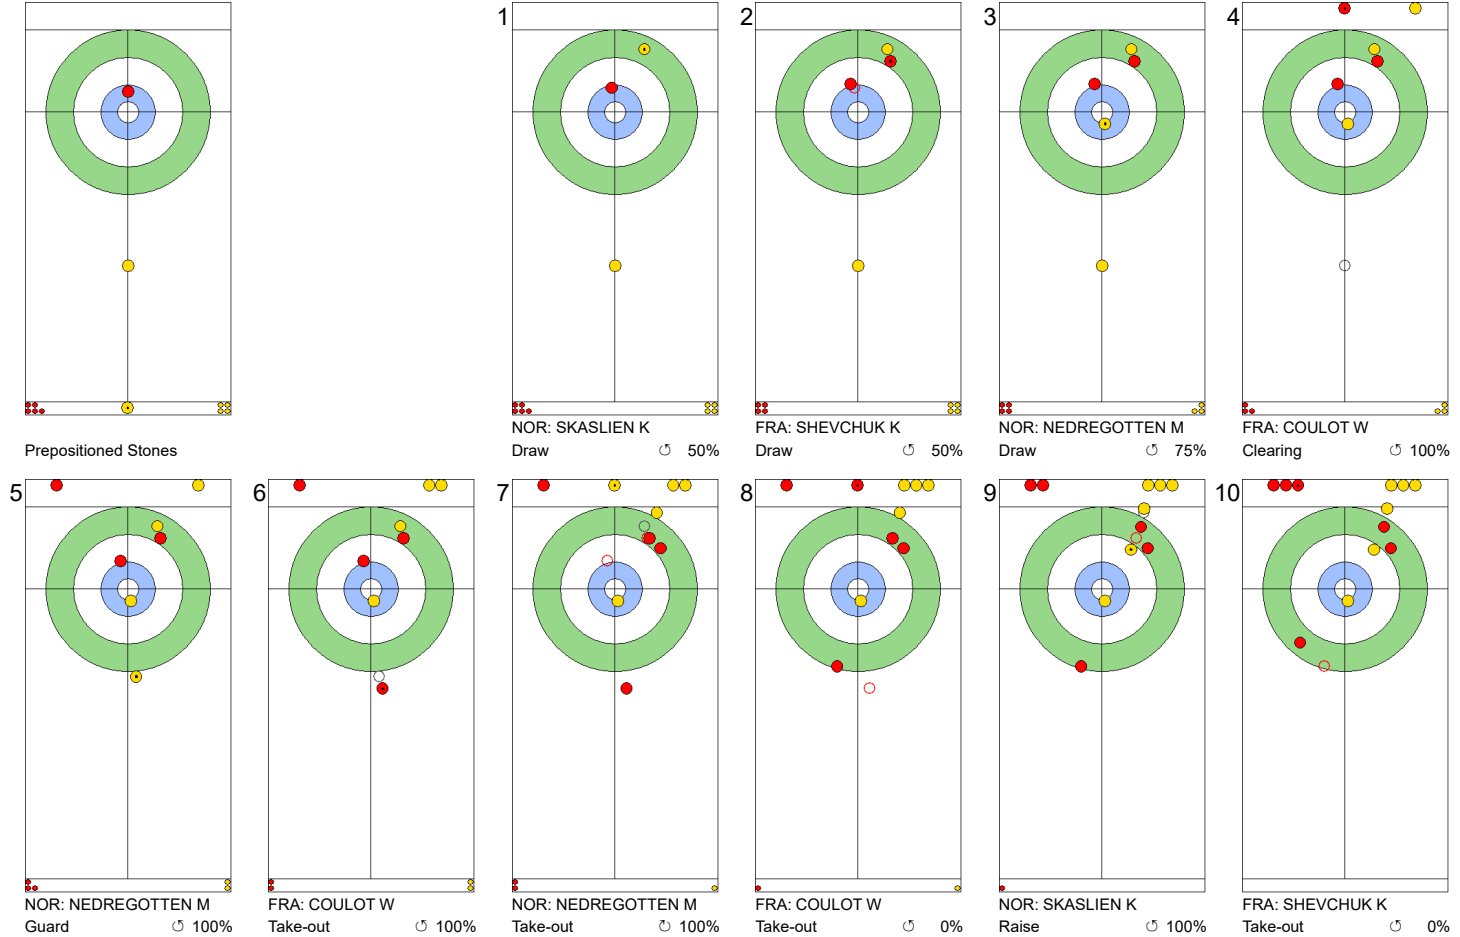 1
2
3
4
Prepositioned Stones
NOR: SKASLIEN K
Draw 50%
FRA: SHEVCHUK K
Draw 50%
NOR: NEDREGOTTEN M
Draw 75%
FRA: COULOT W
Clearing 100%
5
6
7
8
9
10
NOR: NEDREGOTTEN M
Guard 100%
FRA: COULOT W
Take-out 100%
NOR: NEDREGOTTEN M
Take-out 100%
FRA: COULOT W
Take-out 0%
NOR: SKASLIEN K
Raise 100%
FRA: SHEVCHUK K
Take-out 0%